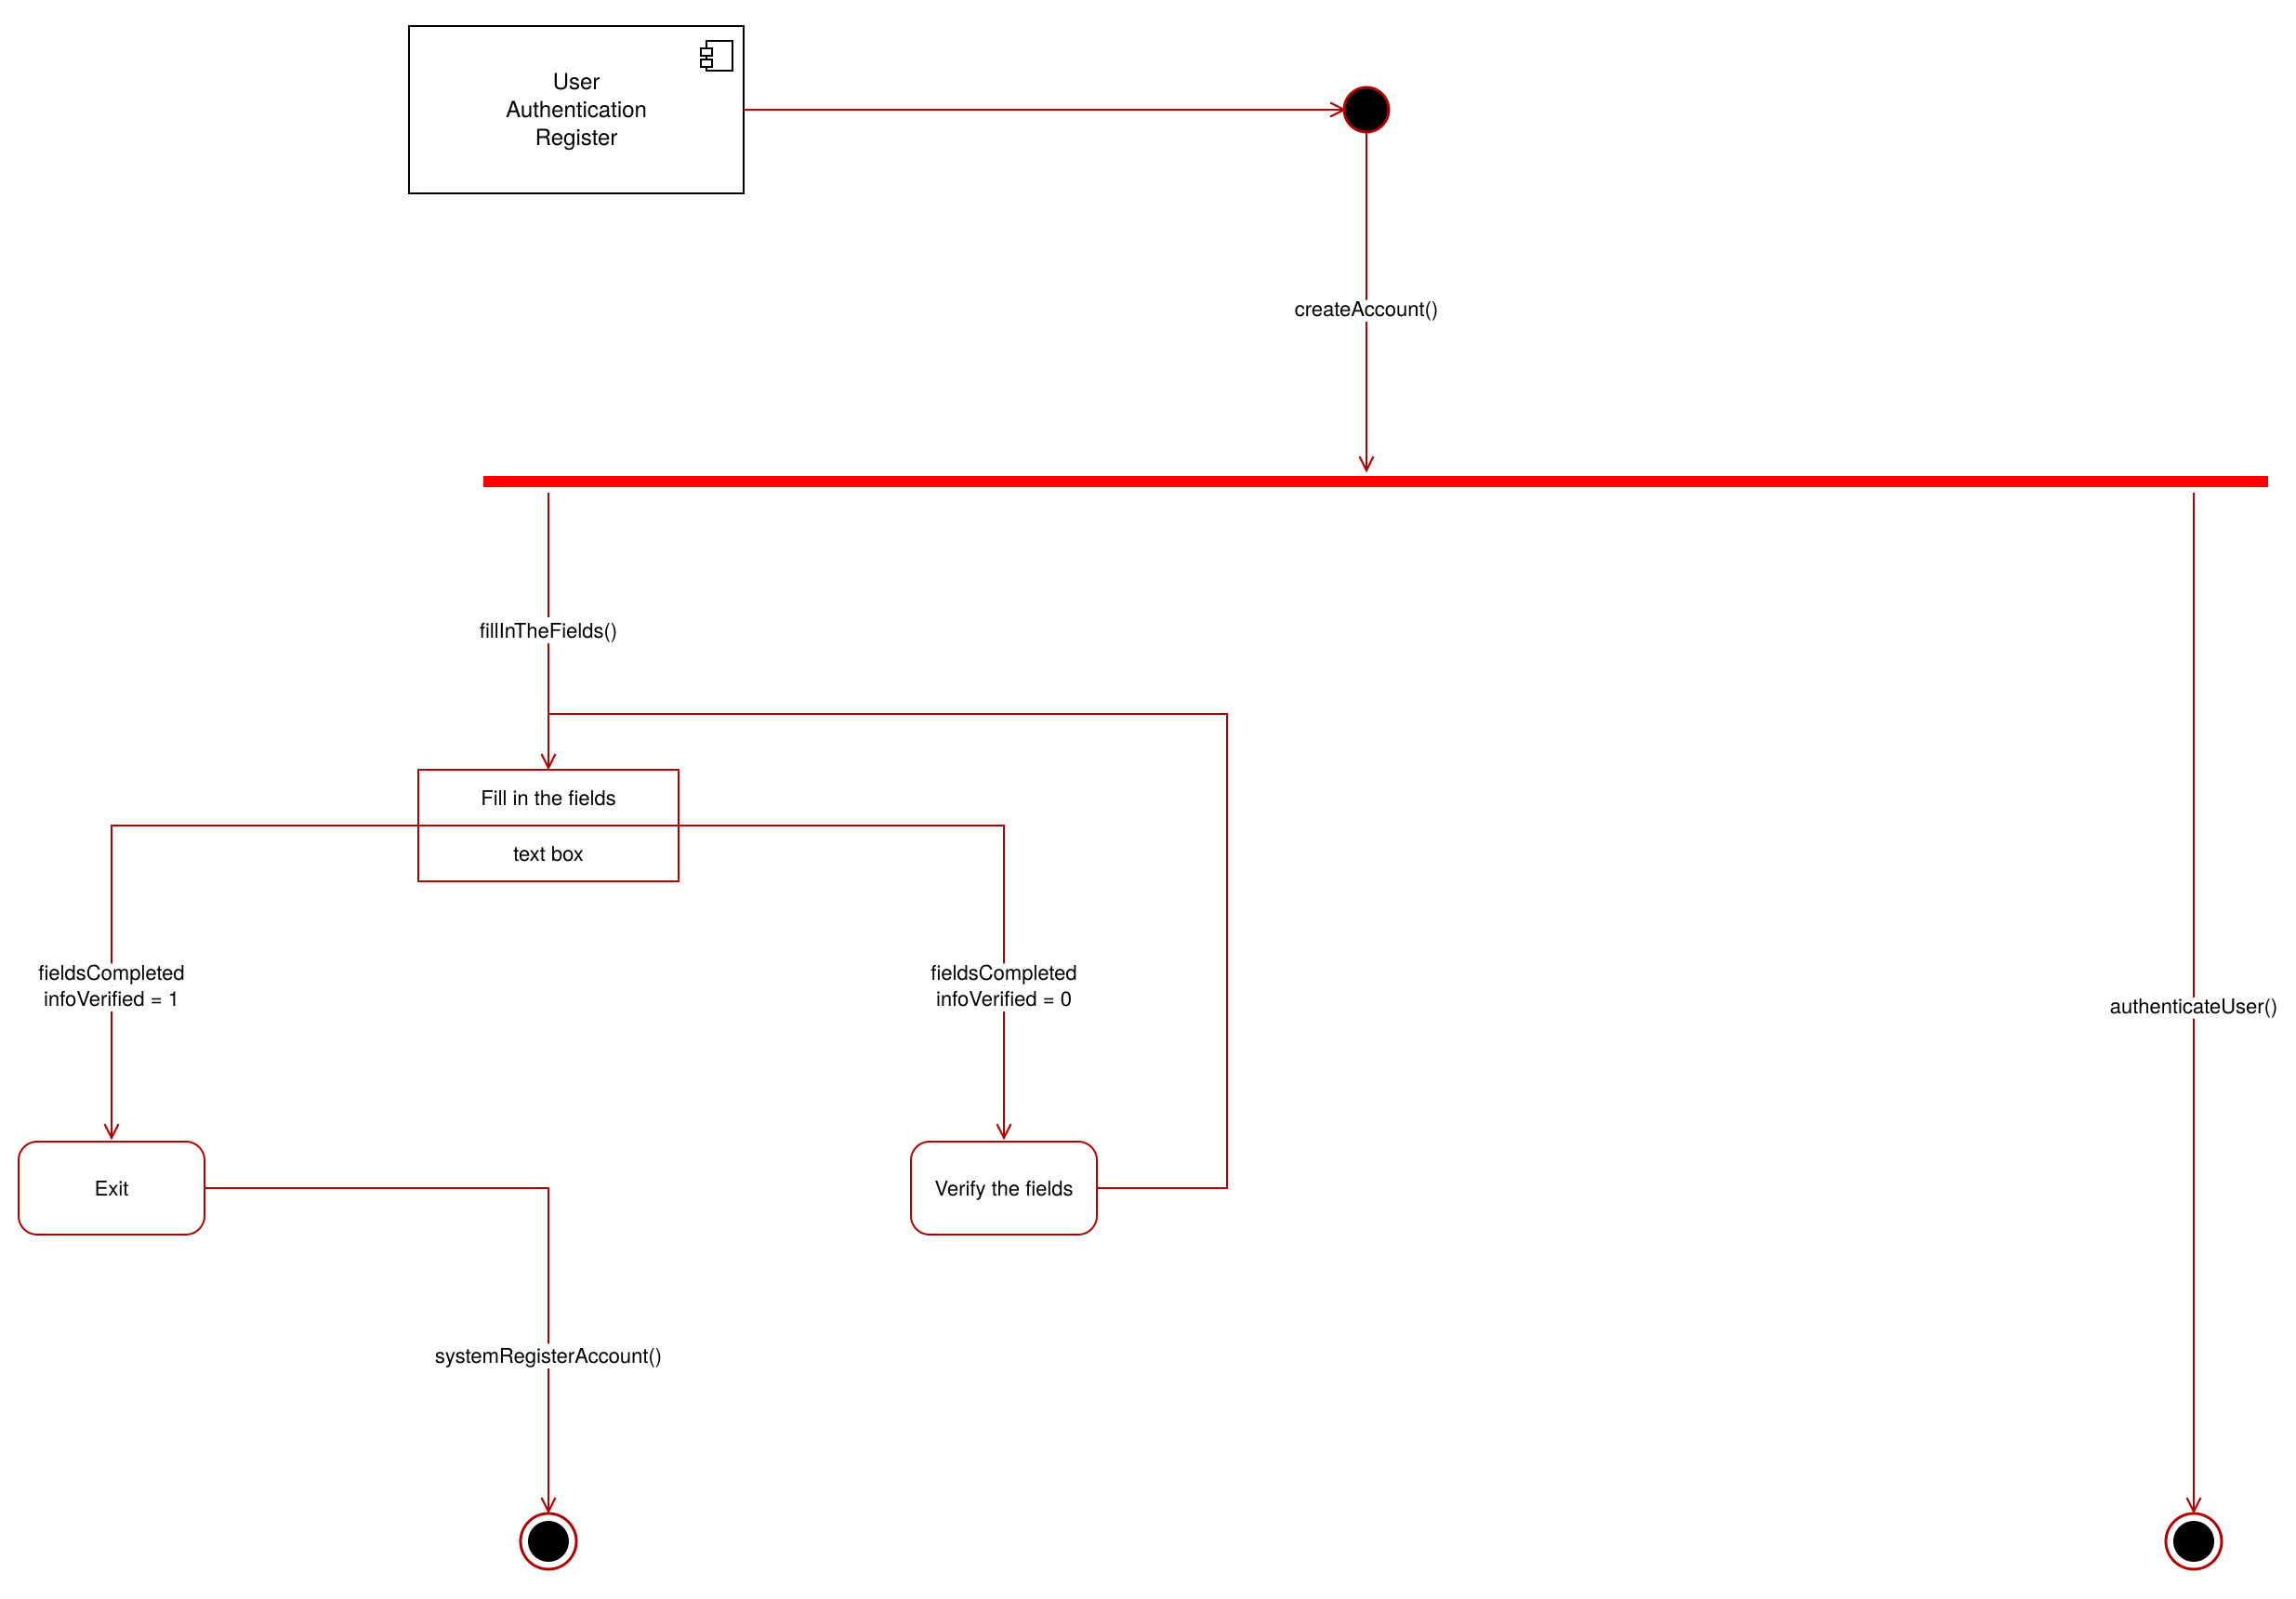 User
Authentication
Register
createAccount()
fillInTheFields()
Fill in the fields
text box
fieldsCompleted
infoVerified = 1
fieldsCompleted
infoVerified = 0
authenticateUser()
Exit
Verify the fields
systemRegisterAccount()